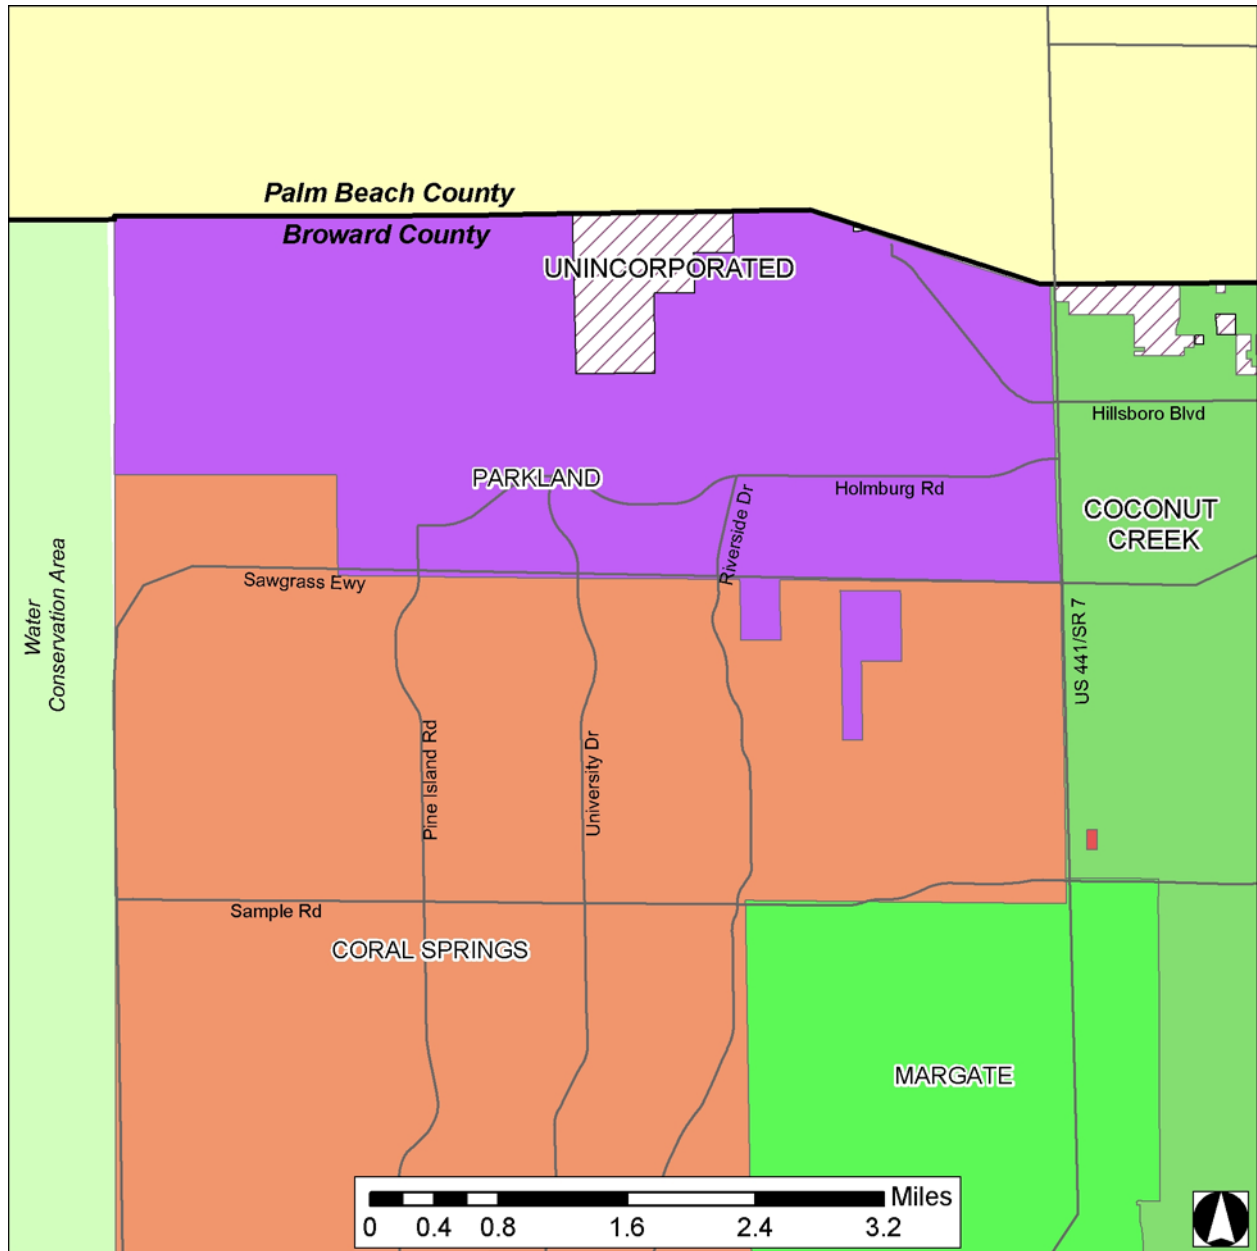 Palm Beach County
Broward County
UNINCORPORATED
Hillsboro Blvd
PARKLAND
Holmburg Rd
Riverside Dr
COCONUT
CREEK
Sawgrass Ewy
Water
Conservation Area
US 441/SR 7
Pine Island Rd
University Dr
Sample Rd
CORAL SPRINGS
MARGATE
Miles
0 0.4 0.8 1.6 2.4 3.2